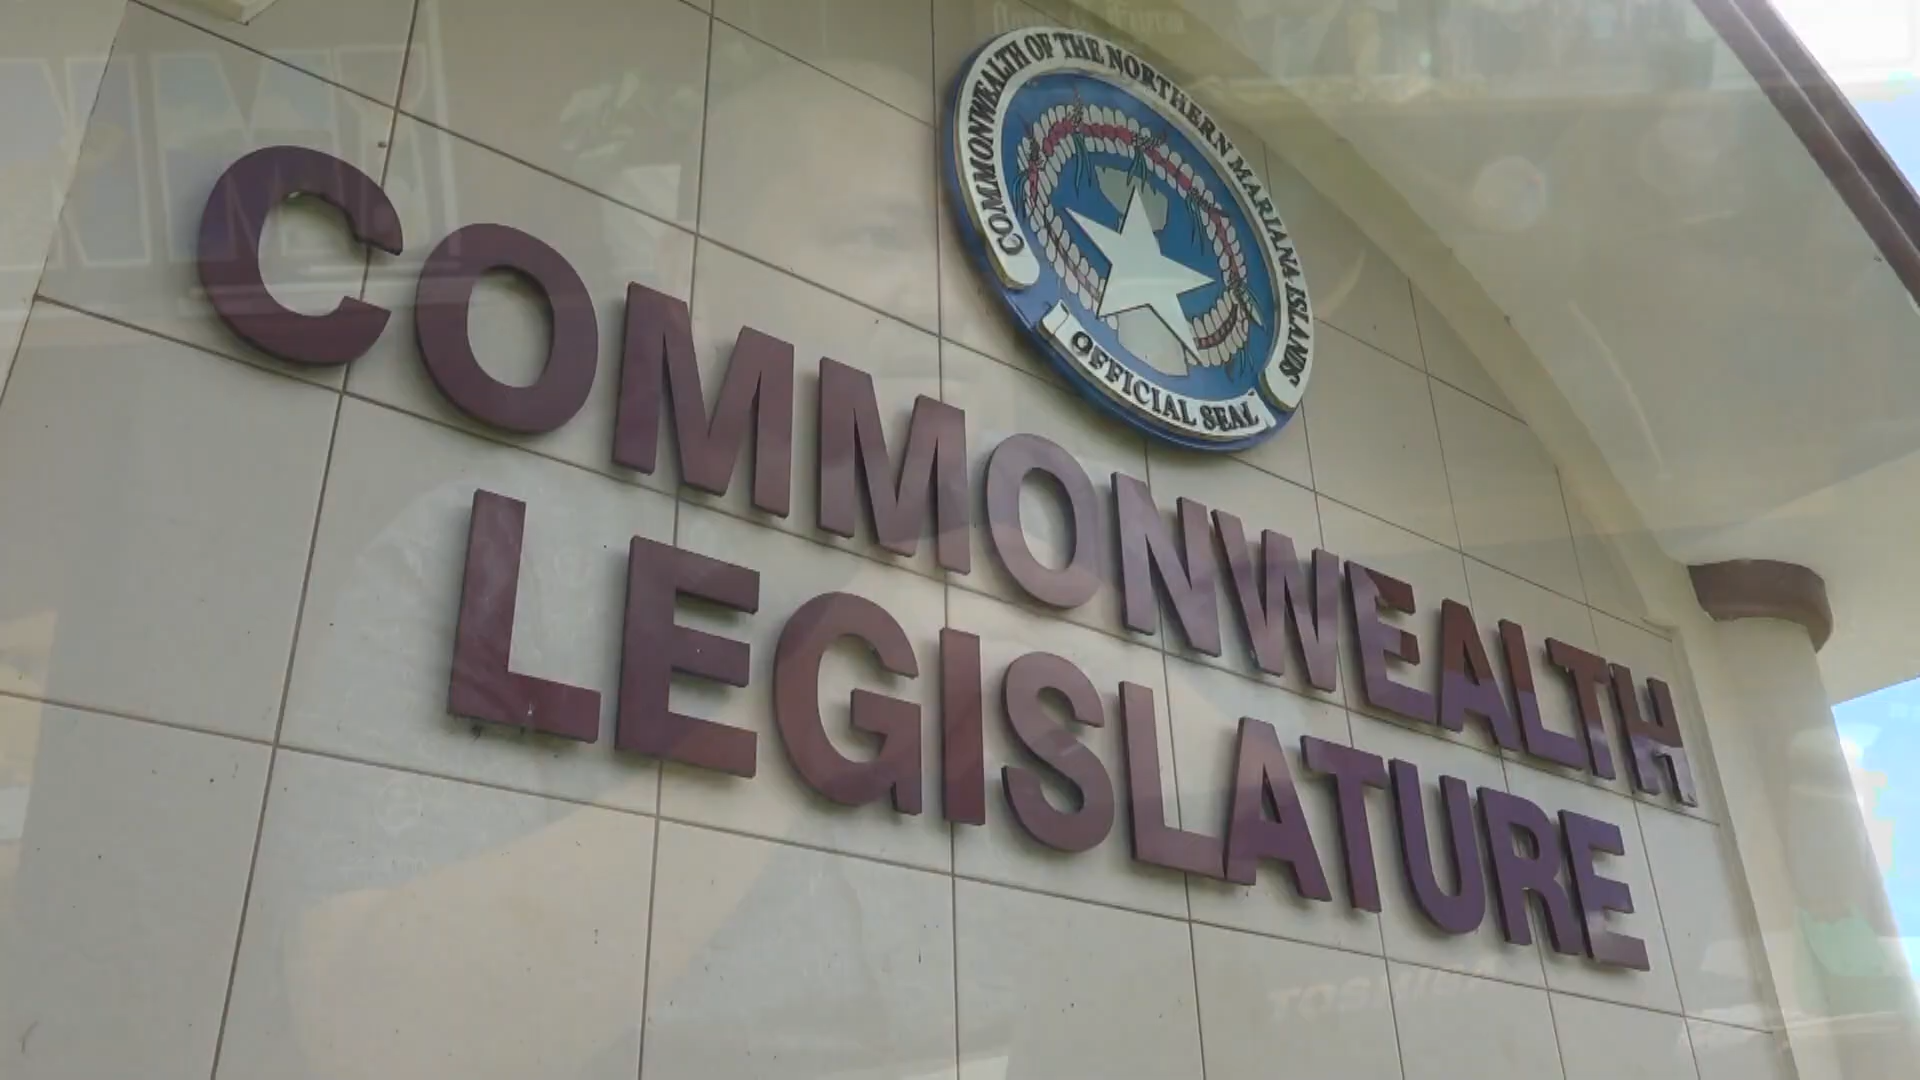 COMMONWEALTH OF THE NORTHERN MARIANA ISLANDS
OFFICIAL SEAL
COMMONWEALTH
LEGISLATURE